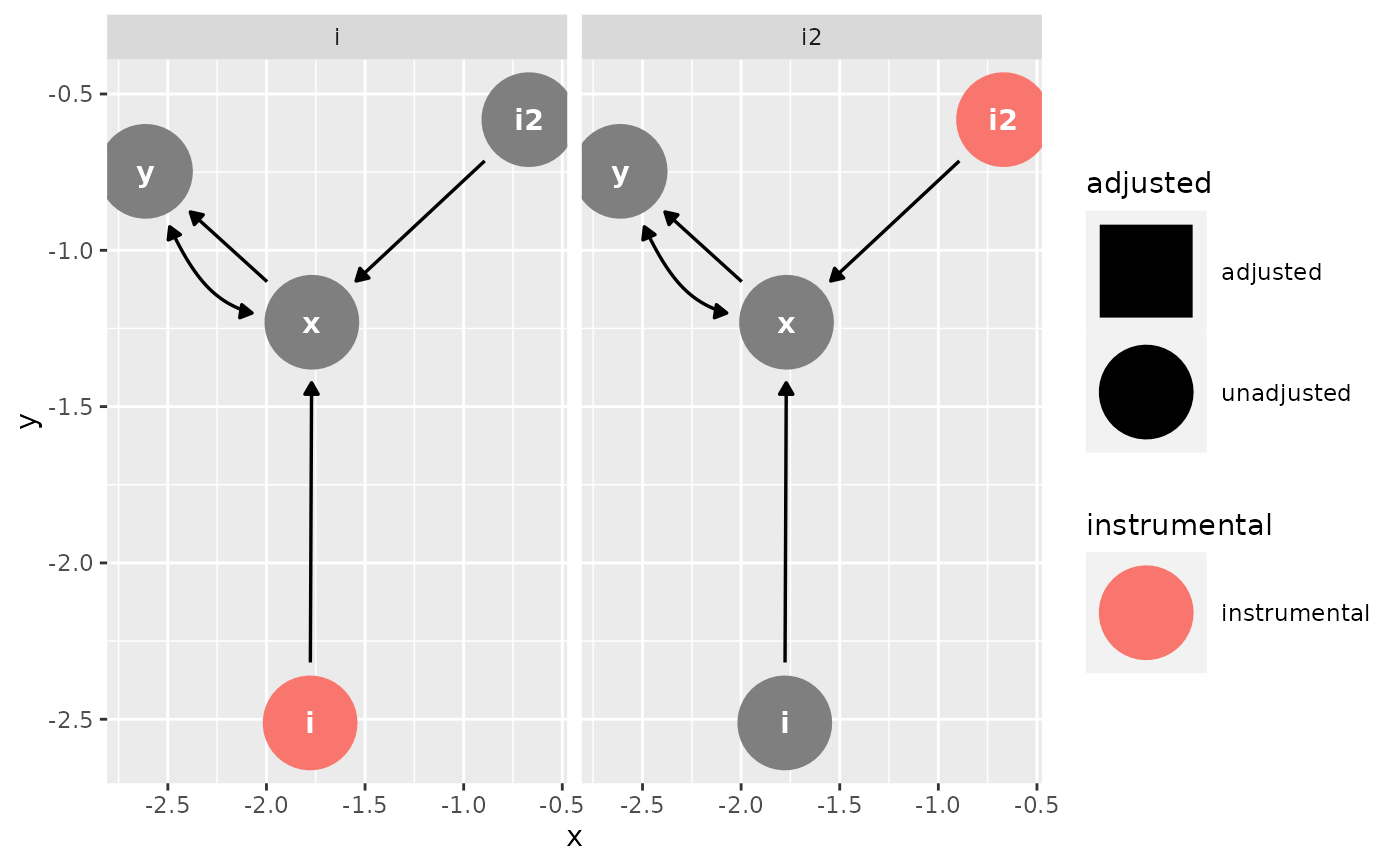 i i2
-0.5
-1.0
-1.5
-2.0
-2.5
y
y i2 x i
y i2 x i
-2.5 -2.0 -1.5 -1.0 -0.5 -2.5 -2.0 -1.5 -1.0 -0.5
x
adjusted
adjusted
unadjusted
instrumental
instrumental